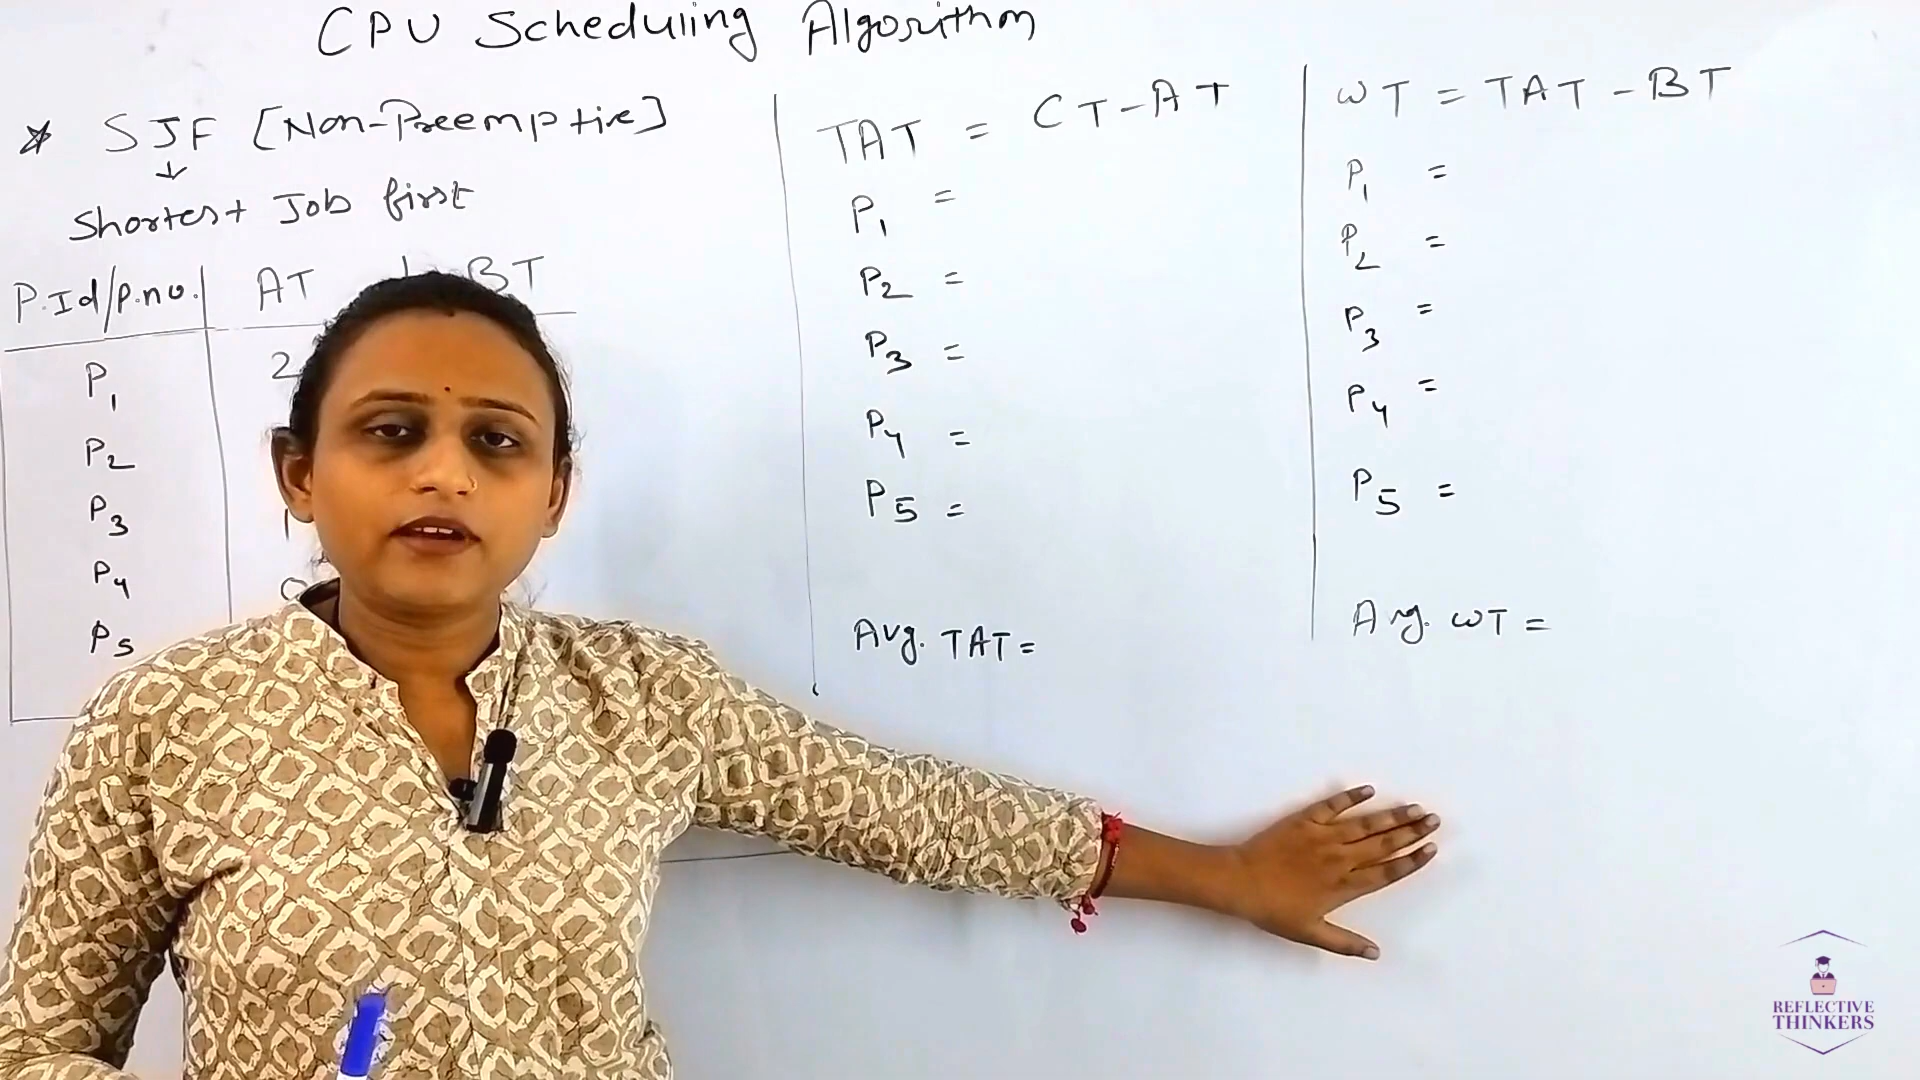 CPU Scheduling Algorithm
* SJF [Non-Preemptive]
↓
Shortest Job first
P.Id/p.no. AT BT
P1 2
P2
P3 1
P4 0
P5
TAT = CT-AT
P1 =
P2 =
P3 =
P4 =
P5 =
Avg. TAT =
WT = TAT - BT
P1 =
P2 =
P3 =
P4 =
P5 =
Avg. WT =
REFLECTIVE
THINKERS